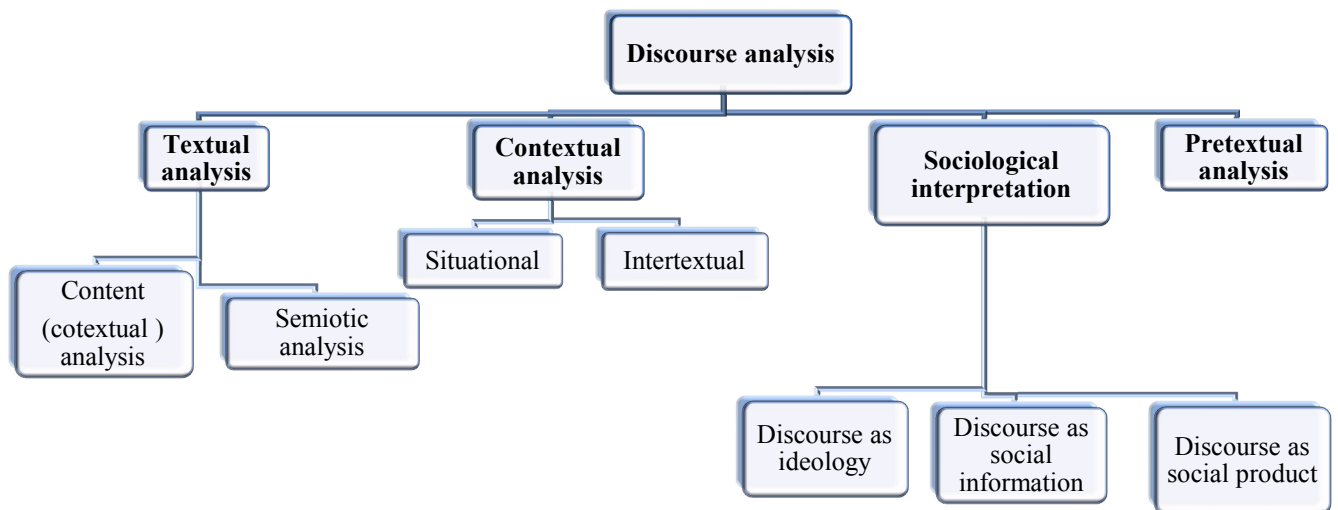 Discourse analysis
Textual
analysis
Contextual
analysis
Sociological
interpretation
Pretextual
analysis
Situational
Intertextual
Content
(cotextual )
analysis
Semiotic
analysis
Discourse as
ideology
Discourse as
social
information
Discourse as
social product